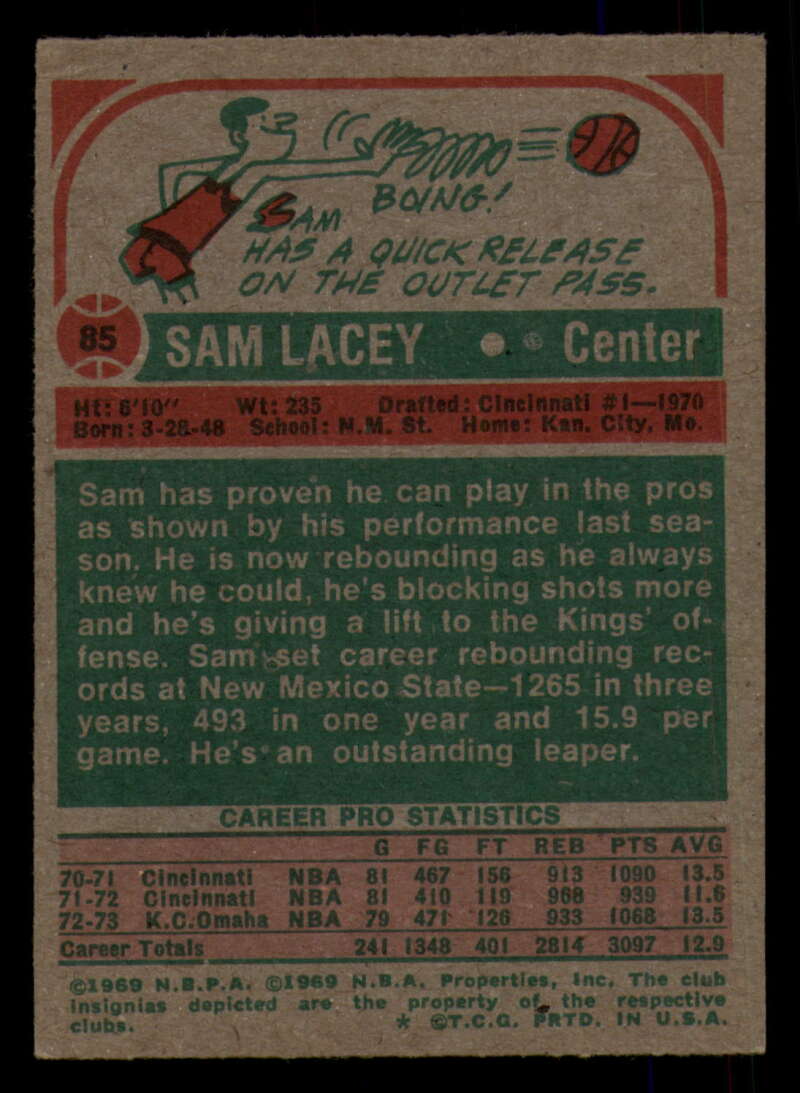 BOING!
SAM
HAS A QUICK RELEASE
ON THE OUTLET PASS.
85 SAM LACEY Center
Ht: 6'10" Wt: 235 Drafted: Cincinnati #1—1970
Born: 3-28-48 School: N.M. St. Home: Kan. City, Mo.
Sam has proven he can play in the pros
as shown by his performance last sea-
son. He is now rebounding as he always
knew he could, he's blocking shots more
and he's giving a lift to the Kings' of-
fense. Sam set career rebounding rec-
ords at New Mexico State—1265 in three
years, 493 in one year and 15.9 per
game. He's an outstanding leaper.
CAREER PRO STATISTICS
G FG FT REB PTS AVG
70-71 Cincinnati NBA 81 467 156 913 1090 13.5
71-72 Cincinnati NBA 81 410 119 968 939 11.6
72-73 K.C.Omaha NBA 79 471 126 933 1068 13.5
Career Totals 241 1348 401 2814 3097 12.9
©1969 N.B.P.A. ©1969 N.B.A. Properties, Inc. The club
insignias depicted are the property of the respective
clubs. * ©T.C.G. PRTD. IN U.S.A.